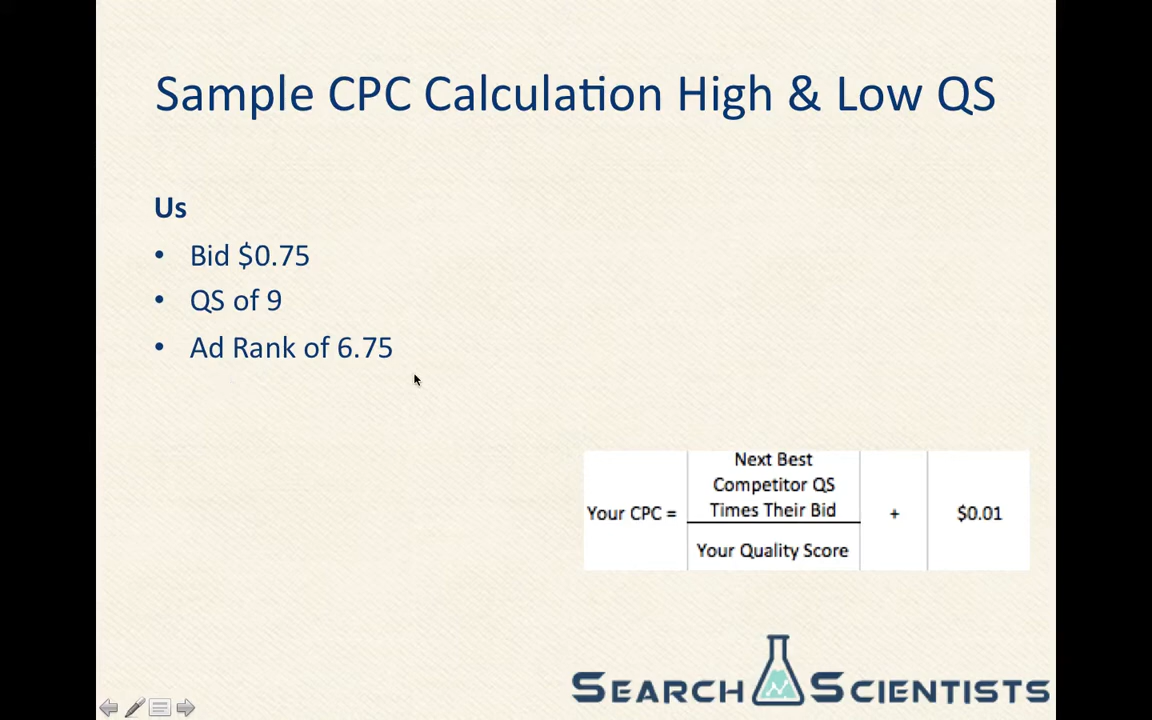 Sample CPC Calculation High & Low QS
Us
• Bid $0.75
• QS of 9
• Ad Rank of 6.75
Next Best
Competitor QS
Times Their Bid
Your CPC =
+
$0.01
Your Quality Score
SEARCH SCIENTISTS